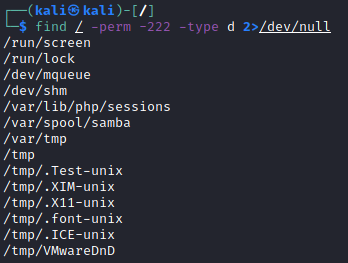 ┌──(kali㉿kali)-[/]
└─$ find / -perm -222 -type d 2>/dev/null
/run/screen
/run/lock
/dev/mqueue
/dev/shm
/var/lib/php/sessions
/var/spool/samba
/var/tmp
/tmp
/tmp/.Test-unix
/tmp/.XIM-unix
/tmp/.X11-unix
/tmp/.font-unix
/tmp/.ICE-unix
/tmp/VMwareDnD